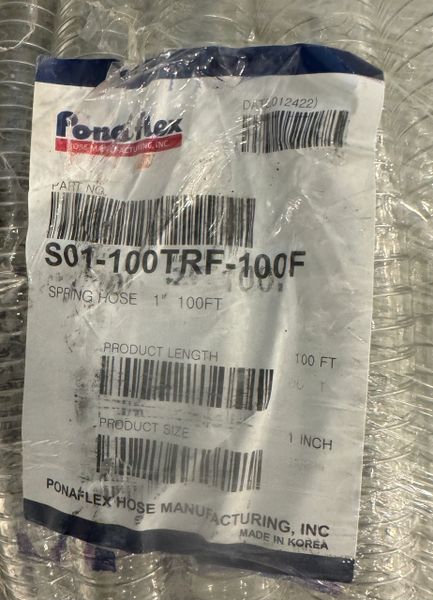 Ponaflex
HOSE MANUFACTURING, INC.
PART NO.
S01-100TRF-100F
SPRING HOSE 1" 100FT
PRODUCT LENGTH 100 FT
PRODUCT SIZE 1 INCH
PONAFLEX HOSE MANUFACTURING, INC
MADE IN KOREA